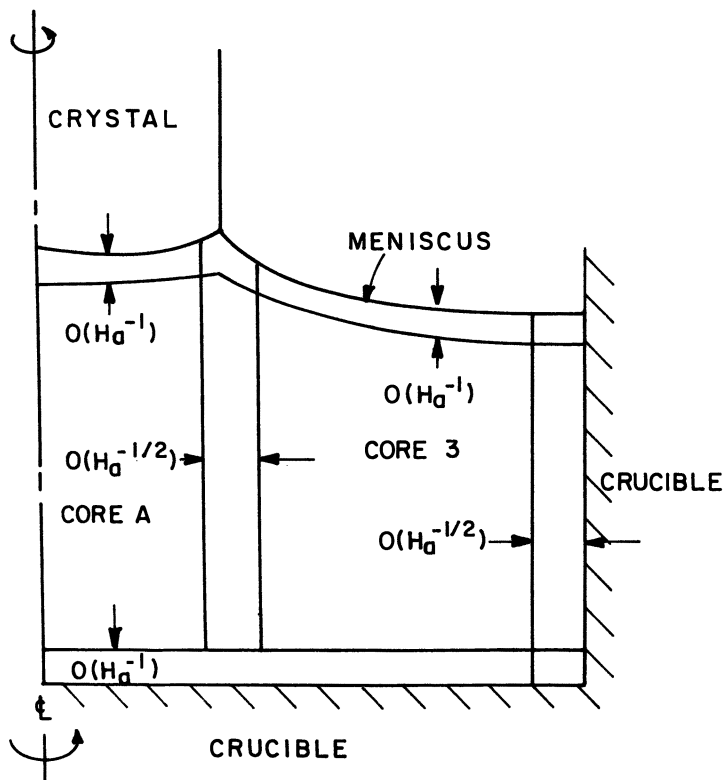 CRYSTAL
MENISCUS
O(Ha⁻¹)
O(Ha⁻¹)
O(Ha⁻¹/²)
CORE 3
CRUCIBLE
CORE A
O(Ha⁻¹/²)
O(Ha⁻¹)
℄
CRUCIBLE